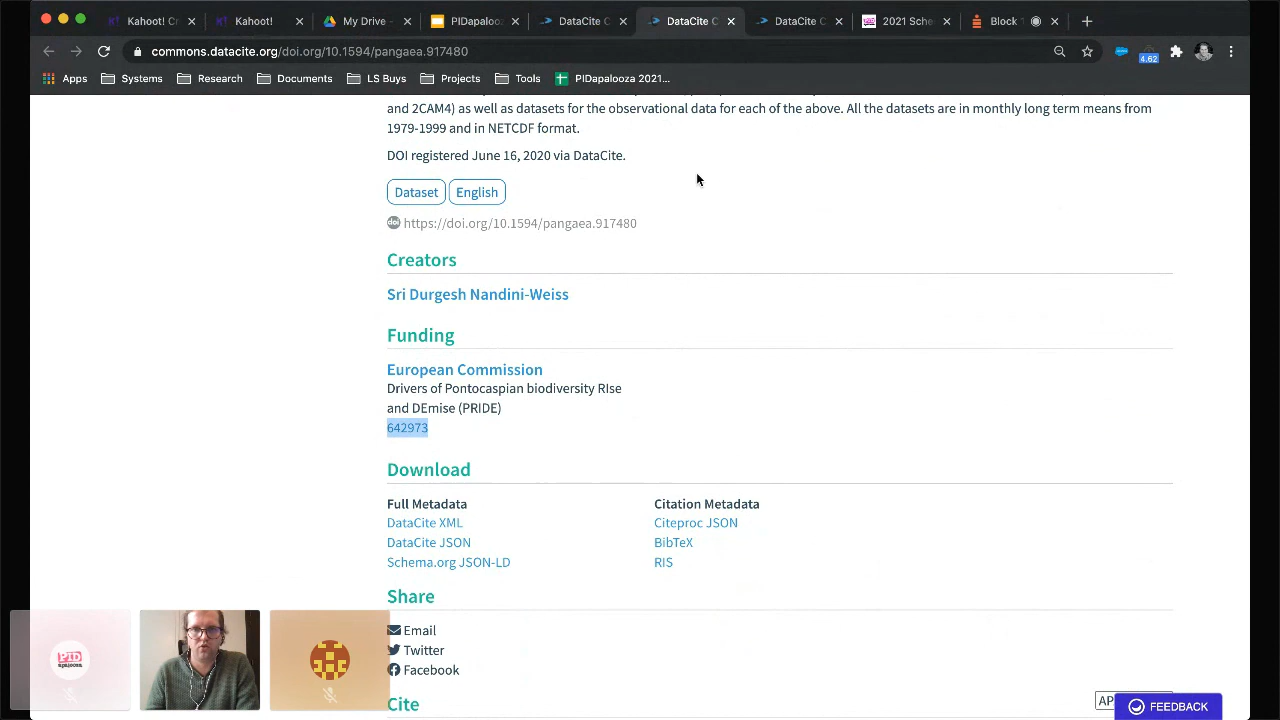 Kahoot! C
Kahoot!
My Drive -
PIDapalooz
DataCite C
DataCite C
DataCite C
2021 Sche
Block
commons.datacite.org/doi.org/10.1594/pangaea.917480
4.62
Apps
Systems
Research
Documents
LS Buys
Projects
Tools
PIDapalooza 2021...
and 2CAM4) as well as datasets for the observational data for each of the above. All the datasets are in monthly long term means from
1979-1999 and in NETCDF format.
DOI registered June 16, 2020 via DataCite.
Dataset
English
doi https://doi.org/10.1594/pangaea.917480
Creators
Sri Durgesh Nandini-Weiss
Funding
European Commission
Drivers of Pontocaspian biodiversity RIse
and DEmise (PRIDE)
642973
Download
Full Metadata
DataCite XML
DataCite JSON
Schema.org JSON-LD
Citation Metadata
Citeproc JSON
BibTeX
RIS
Share
Email
Twitter
Facebook
Cite
AP
FEEDBACK
PID
apalooza